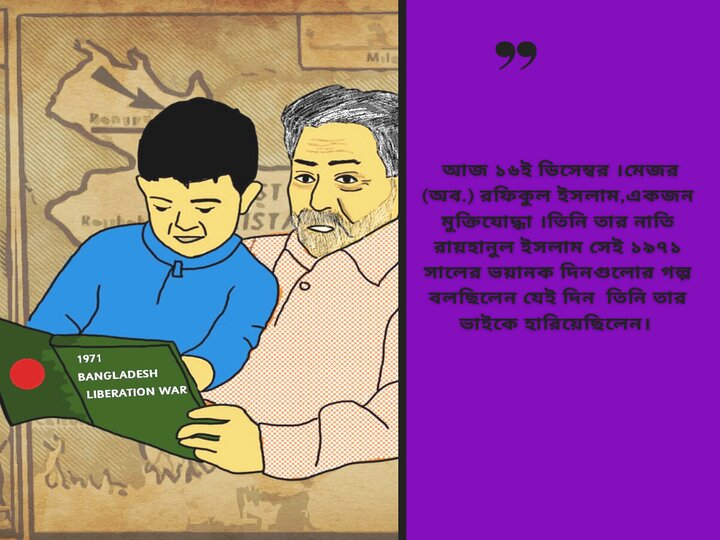 ”
আজ ১৬ই ডিসেম্বর ।মেজর
(অব.) রফিকুল ইসলাম,একজন
মুক্তিযোদ্ধা ।তিনি তার নাতি
রায়হানুল ইসলাম সেই ১৯৭১
সালের ভয়ানক দিনগুলোর গল্প
বলছিলেন যেই দিন তিনি তার
ভাইকে হারিয়েছিলেন।
1971
BANGLADESH
LIBERATION WAR